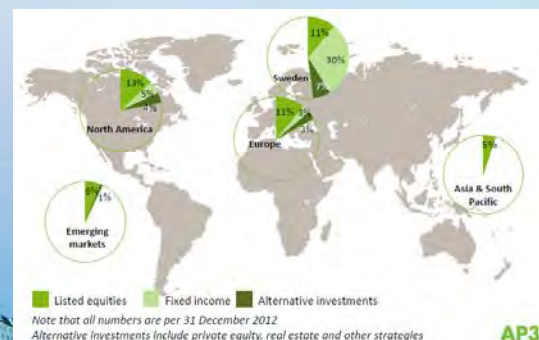 11%
30%
7%
Sweden
13%
5%
4%
North America
11%
3%
3%
Europe
5%
Asia & South
Pacific
6%
1%
Emerging
markets
Listed equities Fixed income Alternative investments
Note that all numbers are per 31 December 2012
Alternative investments include private equity, real estate and other strategies
AP3